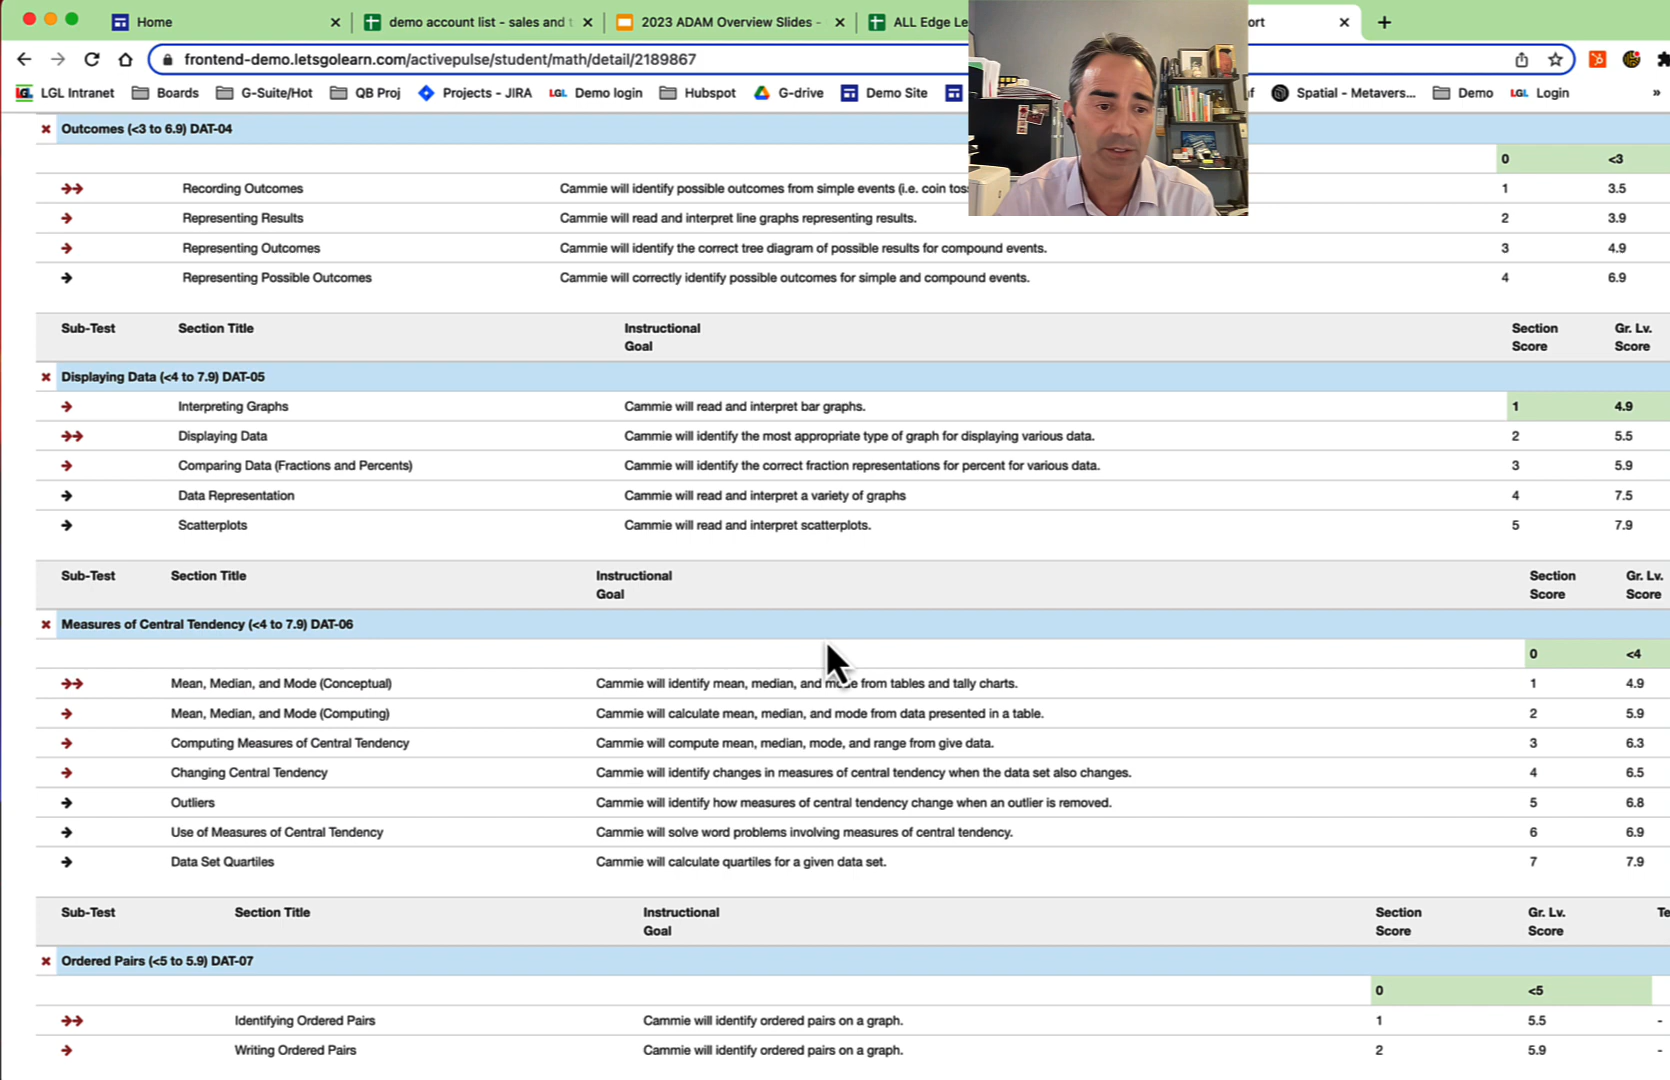 Home
demo account list - sales and t
2023 ADAM Overview Slides -
ALL Edge Le
ort
frontend-demo.letsgolearn.com/activepulse/student/math/detail/2189867
LGL Intranet Boards G-Suite/Hot QB Proj Projects - JIRA LGL Demo login Hubspot G-drive Demo Site Spatial - Metavers... Demo LGL Login »
Outcomes (<3 to 6.9) DAT-04
0 <3
Recording Outcomes Cammie will identify possible outcomes from simple events (i.e. coin toss 1 3.5
Representing Results Cammie will read and interpret line graphs representing results. 2 3.9
Representing Outcomes Cammie will identify the correct tree diagram of possible results for compound events. 3 4.9
Representing Possible Outcomes Cammie will correctly identify possible outcomes for simple and compound events. 4 6.9
Sub-Test Section Title Instructional Section Gr. Lv.
Goal Score Score
Displaying Data (<4 to 7.9) DAT-05
Interpreting Graphs Cammie will read and interpret bar graphs. 1 4.9
Displaying Data Cammie will identify the most appropriate type of graph for displaying various data. 2 5.5
Comparing Data (Fractions and Percents) Cammie will identify the correct fraction representations for percent for various data. 3 5.9
Data Representation Cammie will read and interpret a variety of graphs 4 7.5
Scatterplots Cammie will read and interpret scatterplots. 5 7.9
Sub-Test Section Title Instructional Section Gr. Lv.
Goal Score Score
Measures of Central Tendency (<4 to 7.9) DAT-06
0 <4
Mean, Median, and Mode (Conceptual) Cammie will identify mean, median, and mode from tables and tally charts. 1 4.9
Mean, Median, and Mode (Computing) Cammie will calculate mean, median, and mode from data presented in a table. 2 5.9
Computing Measures of Central Tendency Cammie will compute mean, median, mode, and range from give data. 3 6.3
Changing Central Tendency Cammie will identify changes in measures of central tendency when the data set also changes. 4 6.5
Outliers Cammie will identify how measures of central tendency change when an outlier is removed. 5 6.8
Use of Measures of Central Tendency Cammie will solve word problems involving measures of central tendency. 6 6.9
Data Set Quartiles Cammie will calculate quartiles for a given data set. 7 7.9
Sub-Test Section Title Instructional Section Gr. Lv. Te
Goal Score Score
Ordered Pairs (<5 to 5.9) DAT-07
0 <5
Identifying Ordered Pairs Cammie will identify ordered pairs on a graph. 1 5.5 -
Writing Ordered Pairs Cammie will identify ordered pairs on a graph. 2 5.9 -